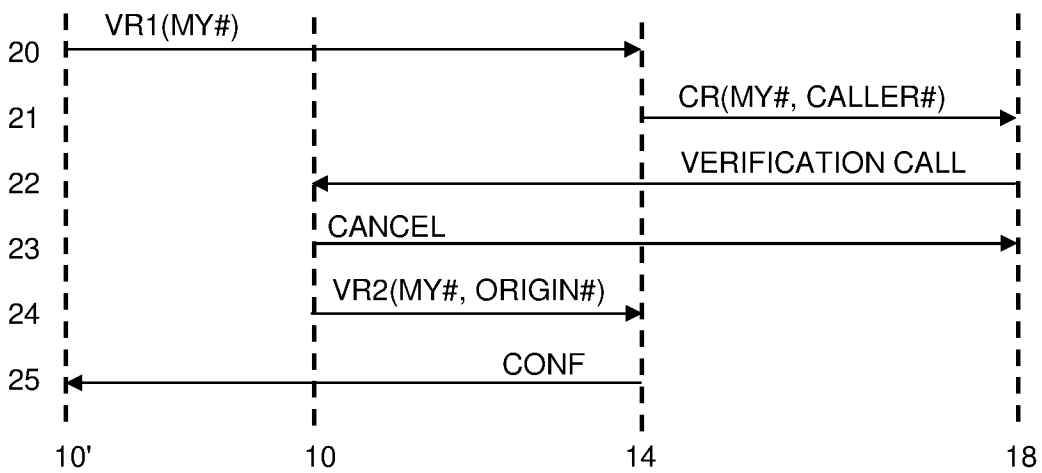 VR1(MY#)
20
CR(MY#, CALLER#)
21
VERIFICATION CALL
22
CANCEL
23
VR2(MY#, ORIGIN#)
24
CONF
25
10' 10 14 18